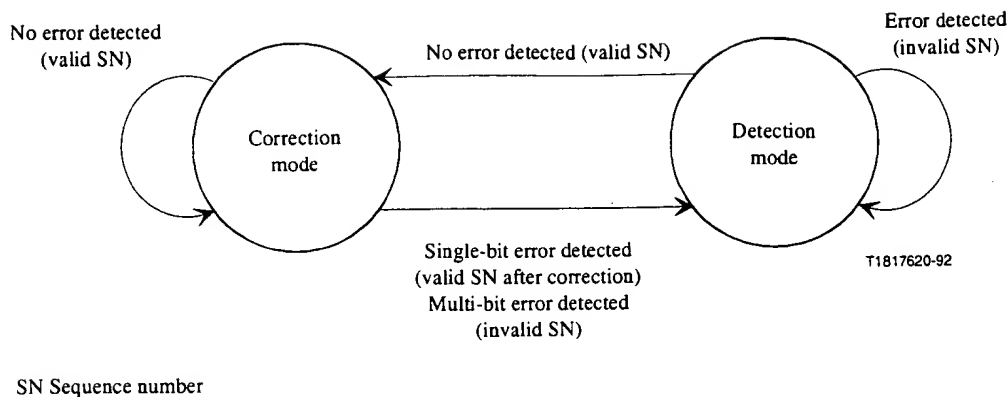 No error detected
(valid SN)
No error detected (valid SN)
Error detected
(invalid SN)
Correction
mode
Detection
mode
Single-bit error detected
(valid SN after correction)
Multi-bit error detected
(invalid SN)
T1817620-92
SN Sequence number